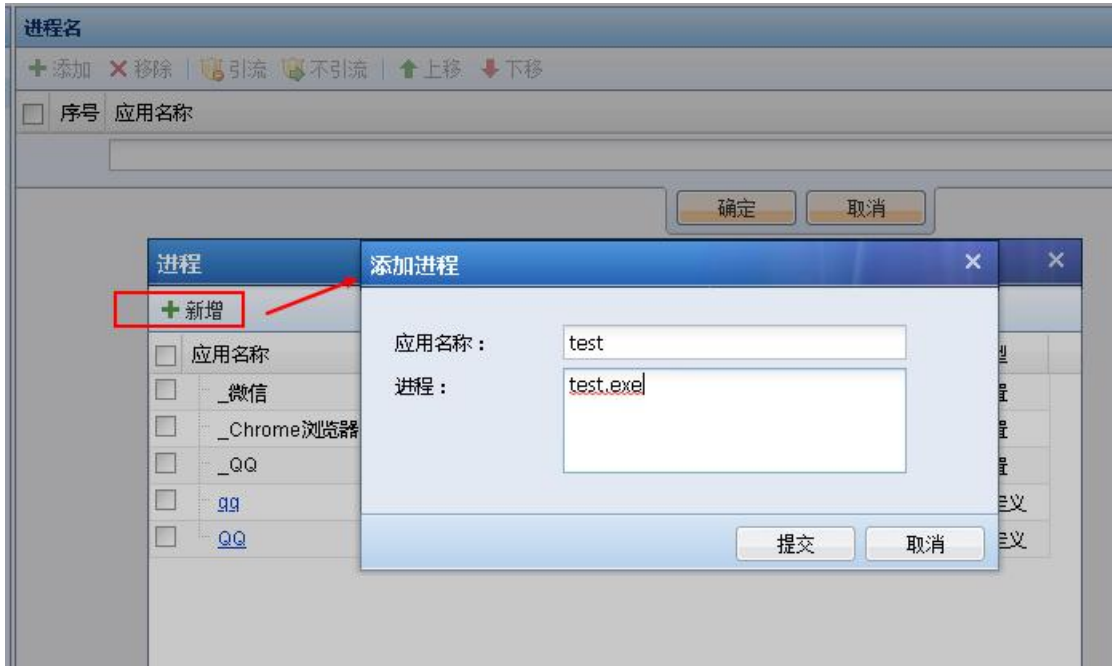 进程名
添加 移除 引流 不引流 上移 下移
序号 应用名称
确定 取消
进程
添加进程
新增
应用名称： test
进程： test.exe
应用名称
_微信
_Chrome浏览器
_QQ
qq
QQ
提交 取消